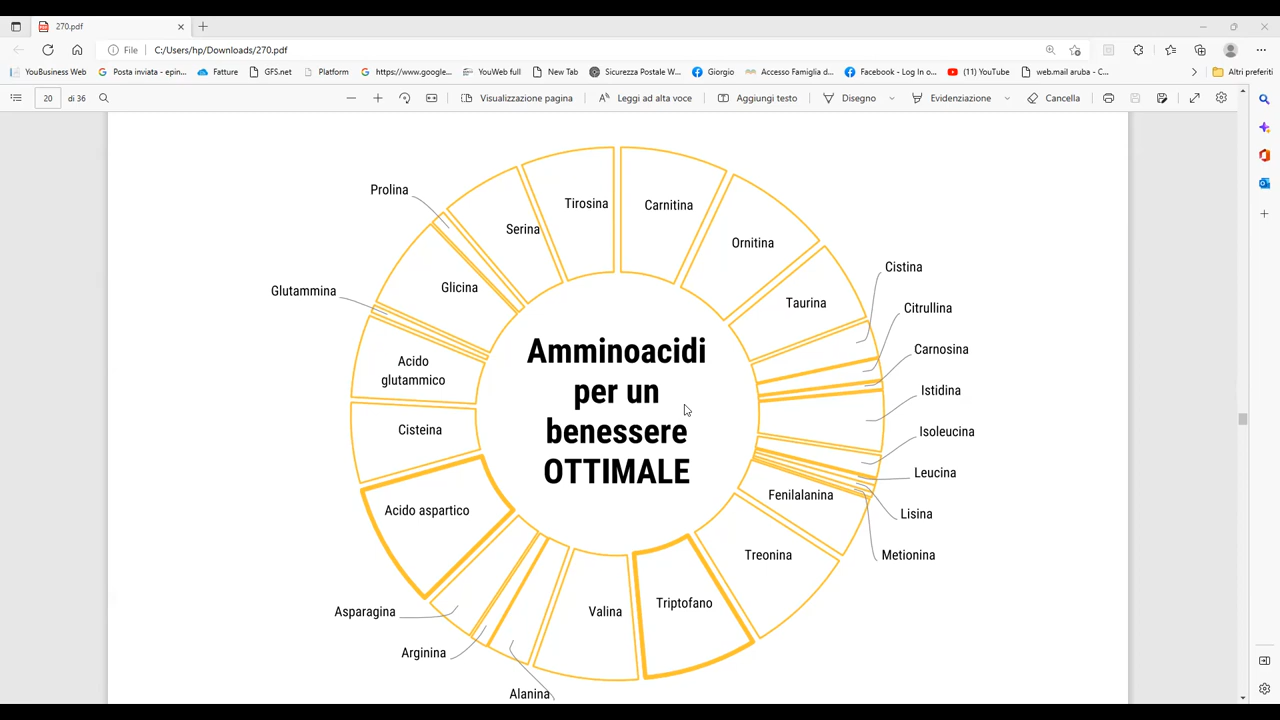 270.pdf
File
C:/Users/hp/Downloads/270.pdf
YouBusiness Web
Posta inviata - epin...
Fatture
GFS.net
Platform
https://www.google...
YouWeb full
New Tab
Sicurezza Postale W...
Giorgio
Accesso Famiglia d...
Facebook - Log In o...
(11) YouTube
web.mail aruba - C...
Altri preferiti
20 di 36
Visualizzazione pagina
Leggi ad alta voce
Aggiungi testo
Disegno
Evidenziazione
Cancella
Prolina
Serina
Tirosina
Carnitina
Ornitina
Taurina
Cistina
Citrullina
Carnosina
Istidina
Isoleucina
Leucina
Lisina
Metionina
Fenilalanina
Treonina
Triptofano
Valina
Alanina
Arginina
Asparagina
Acido aspartico
Cisteina
Acido
glutammico
Glutammina
Glicina
Amminoacidi
per un
benessere
OTTIMALE